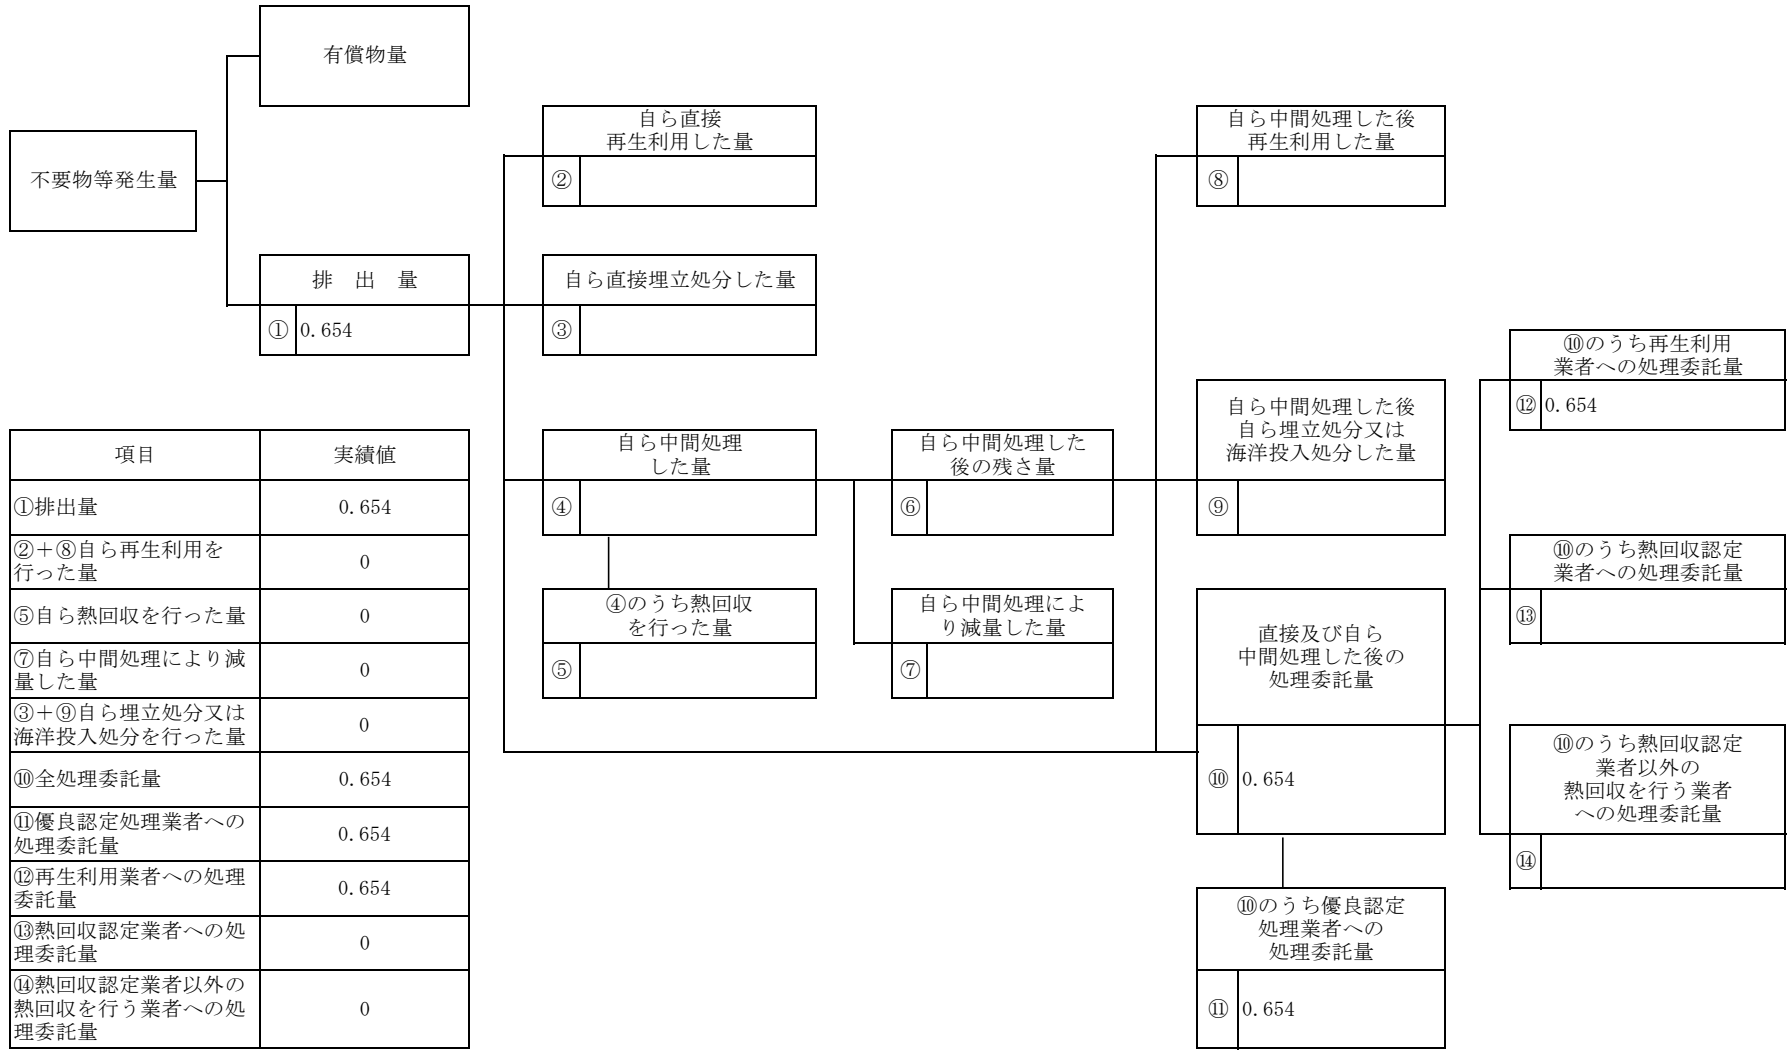 有償物量
不要物等発生量
排　出　量
① 0.654
自ら直接
再生利用した量
②
自ら直接埋立処分した量
③
自ら中間処理
した量
④
④のうち熱回収
を行った量
⑤
自ら中間処理した
後の残さ量
⑥
自ら中間処理によ
り減量した量
⑦
自ら中間処理した後
再生利用した量
⑧
自ら中間処理した後
自ら埋立処分又は
海洋投入処分した量
⑨
直接及び自ら
中間処理した後の
処理委託量
⑩ 0.654
⑩のうち優良認定
処理業者への
処理委託量
⑪ 0.654
⑩のうち再生利用
業者への処理委託量
⑫ 0.654
⑩のうち熱回収認定
業者への処理委託量
⑬
⑩のうち熱回収認定
業者以外の
熱回収を行う業者
への処理委託量
⑭
項目 実績値
①排出量 0.654
②＋⑧自ら再生利用を
行った量 0
⑤自ら熱回収を行った量 0
⑦自ら中間処理により減
量した量 0
③＋⑨自ら埋立処分又は
海洋投入処分を行った量 0
⑩全処理委託量 0.654
⑪優良認定処理業者への
処理委託量 0.654
⑫再生利用業者への処理
委託量 0.654
⑬熱回収認定業者への処
理委託量 0
⑭熱回収認定業者以外の
熱回収を行う業者への処
理委託量 0